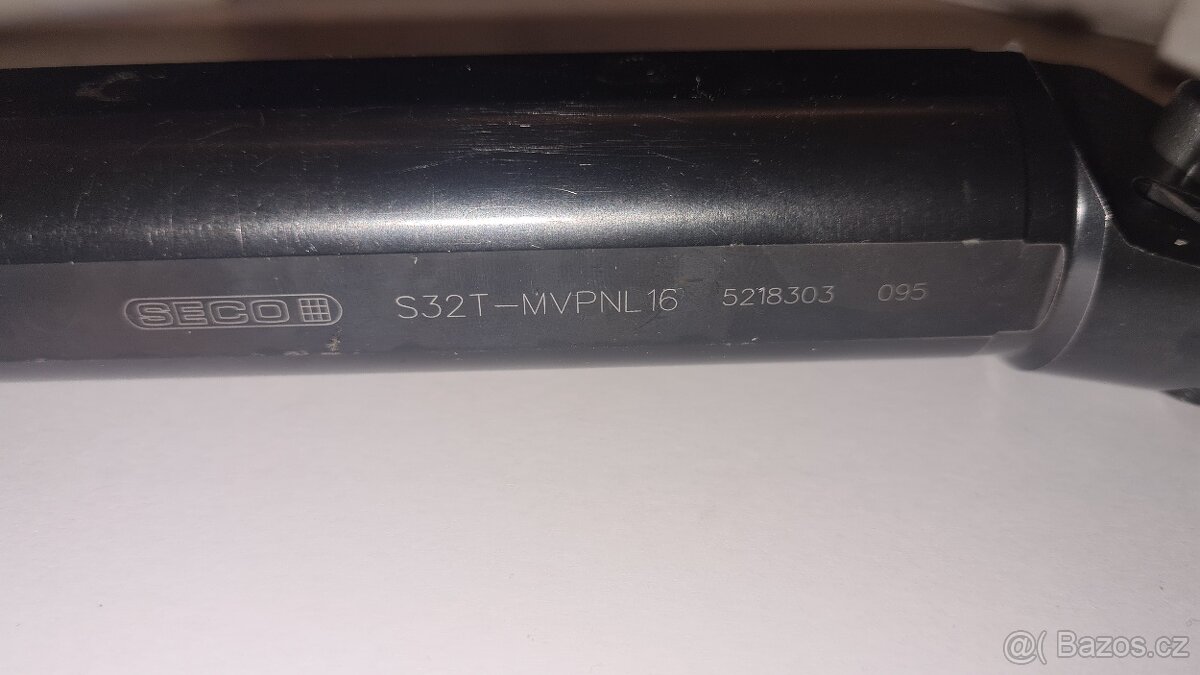 SECO S32T-MVPNL16 5218303 095
@( Bazos.cz